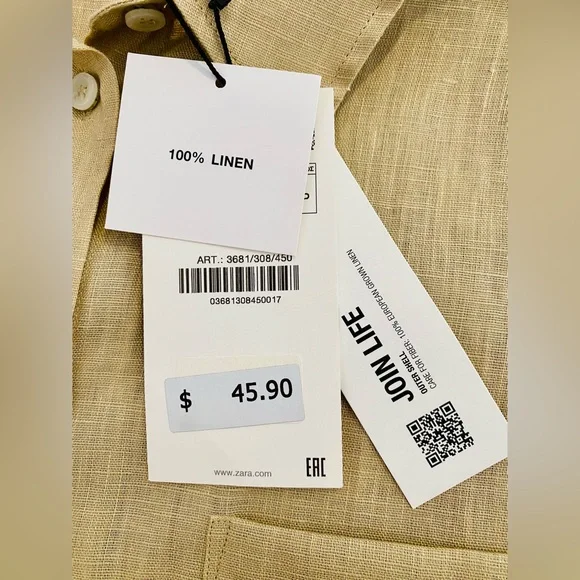 100% LINEN
ART.: 3681/308/450
03681308450017
$ 45.90
www.zara.com
EAC
JOIN LIFE
OUTER SHELL
CARE FOR FIBER: 100% EUROPEAN GROWN LINEN